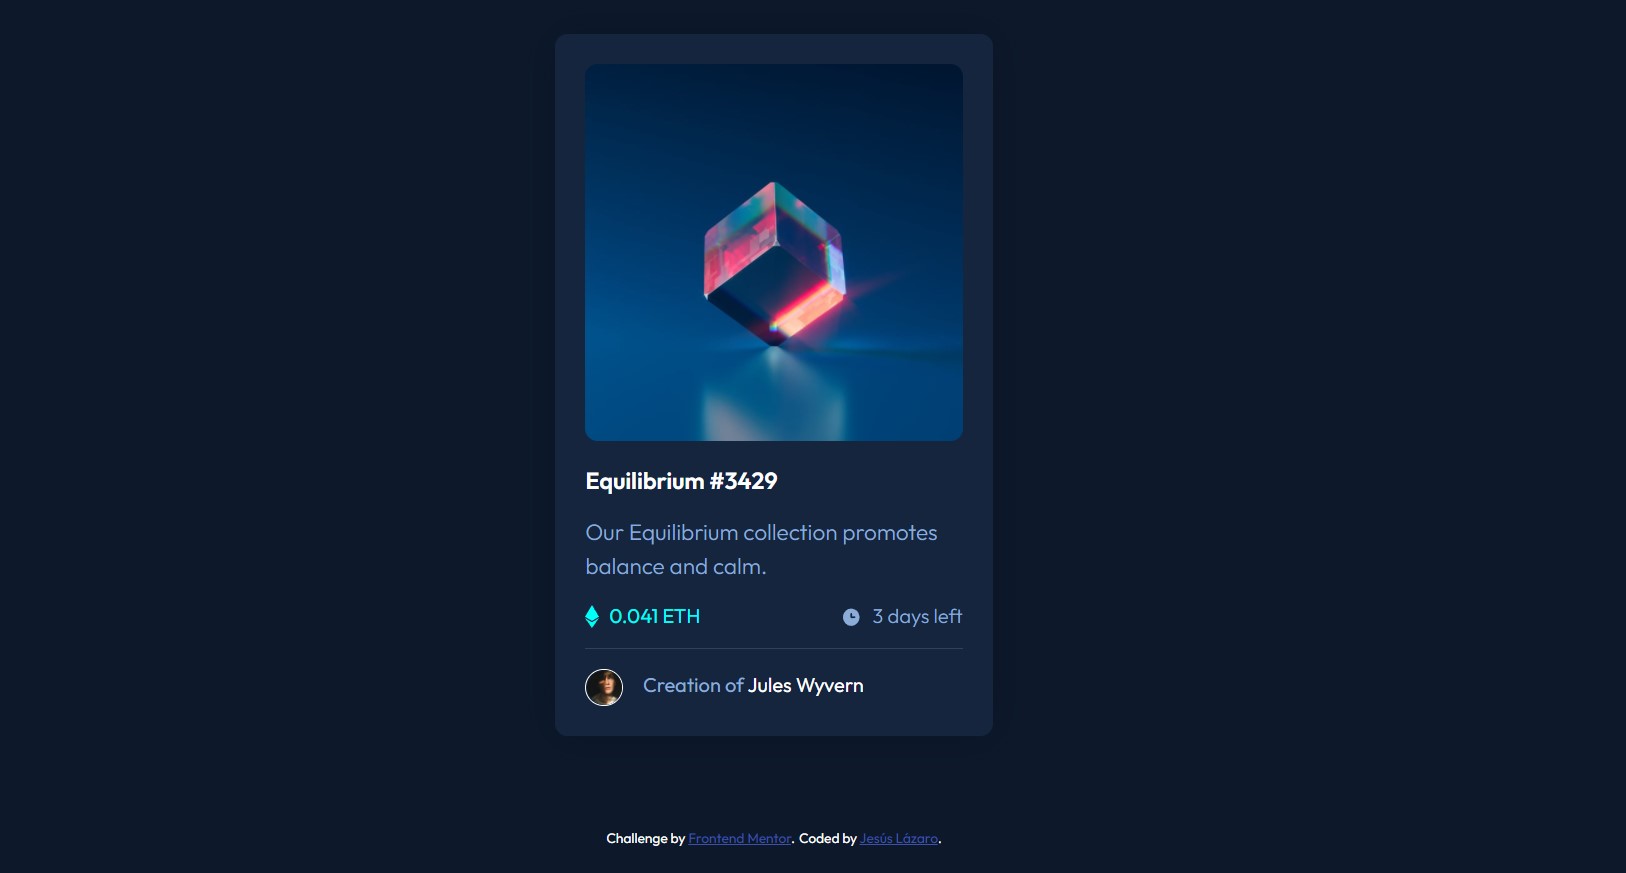 Equilibrium #3429
Our Equilibrium collection promotes
balance and calm.
0.041 ETH
3 days left
Creation of Jules Wyvern
Challenge by Frontend Mentor. Coded by Jesús Lázaro.